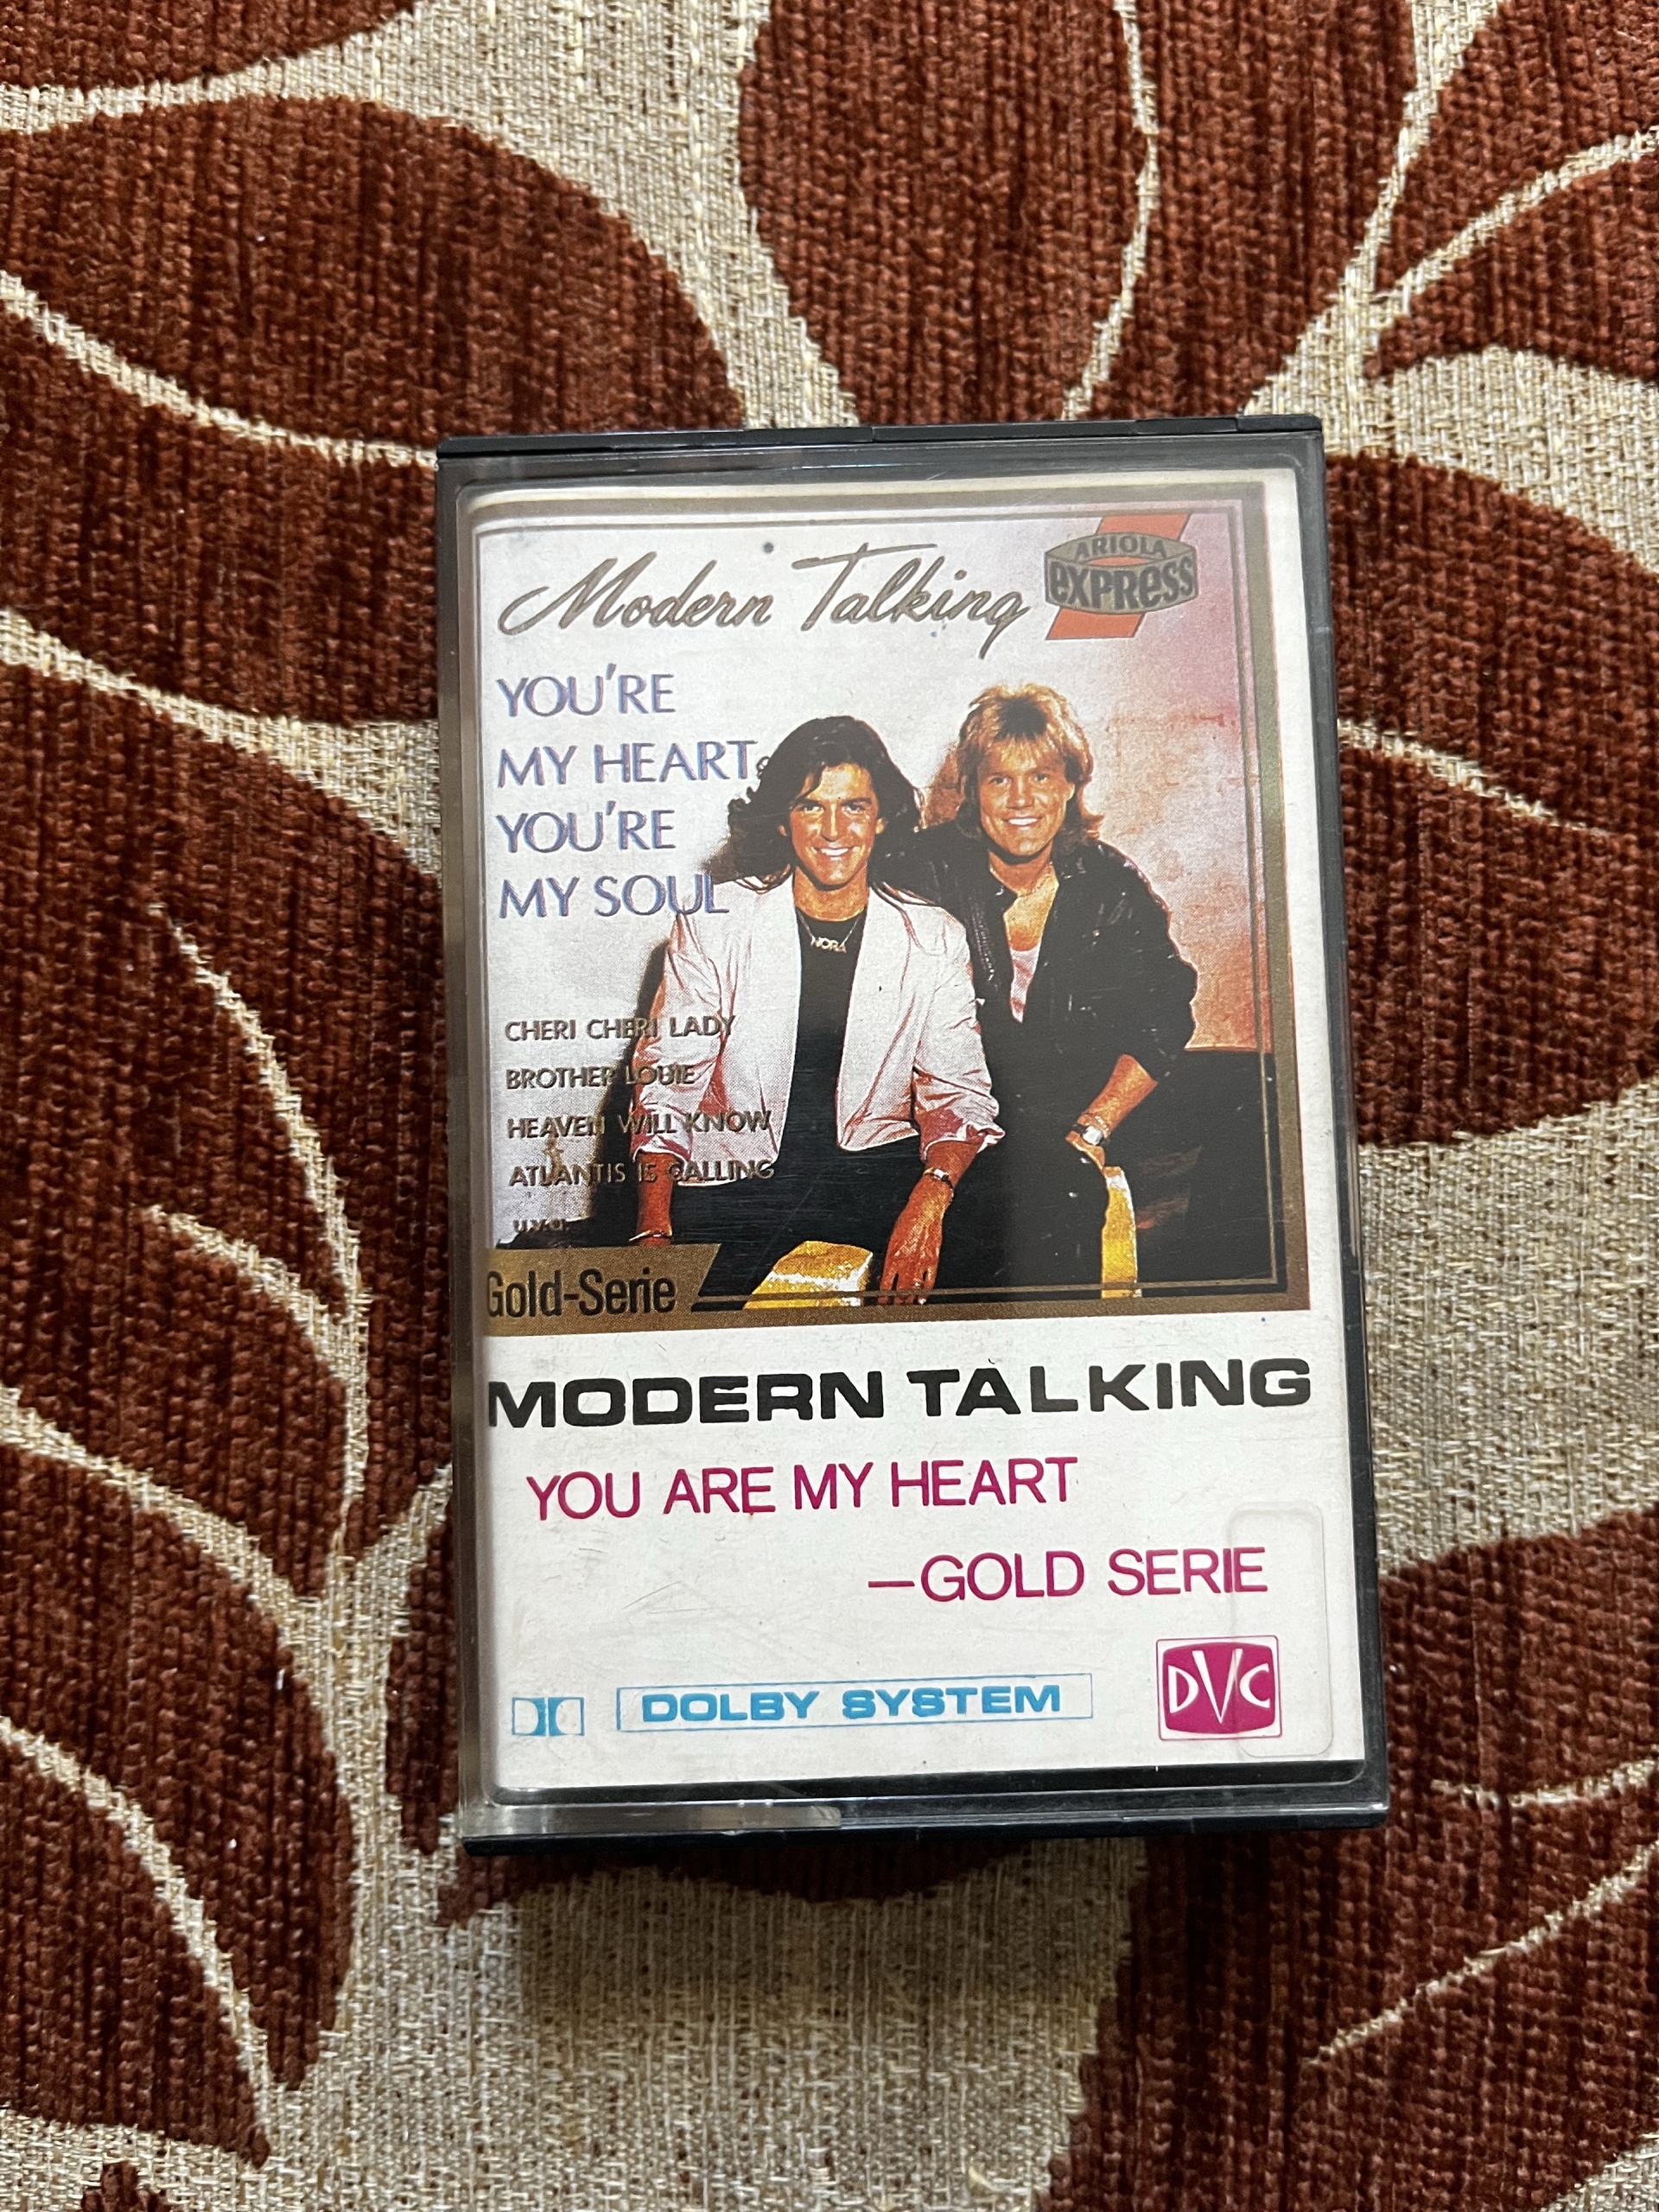 Modern Talking
ARIOLA
EXPRESS
YOU'RE
MY HEART,
YOU'RE
MY SOUL
NORA
CHERI CHERI LADY
BROTHER LOUIE
HEAVEN WILL KNOW
ATLANTIS IS CALLING
u.v.a.
Gold-Serie
MODERN TALKING
YOU ARE MY HEART
—GOLD SERIE
DOLBY SYSTEM
DVC